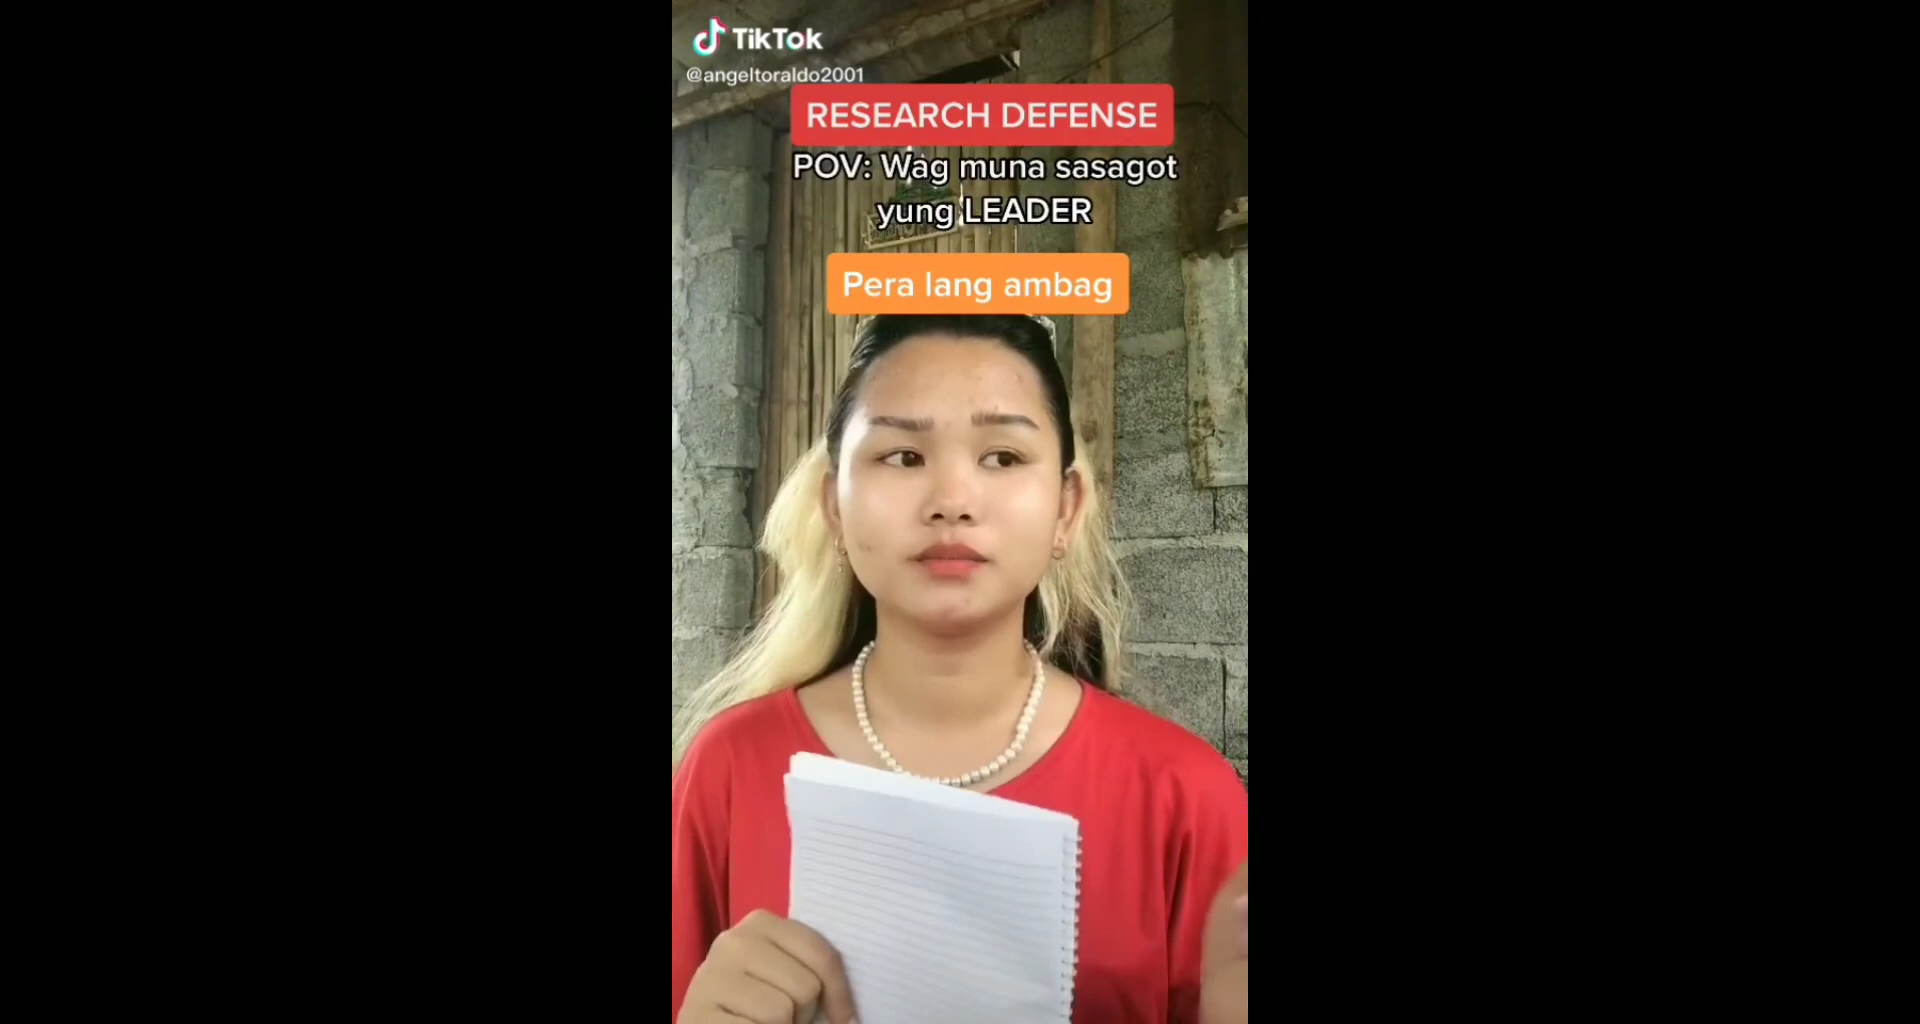 TikTok
@angeltoraldo2001
RESEARCH DEFENSE
POV: Wag muna sasagot
yung LEADER
Pera lang ambag